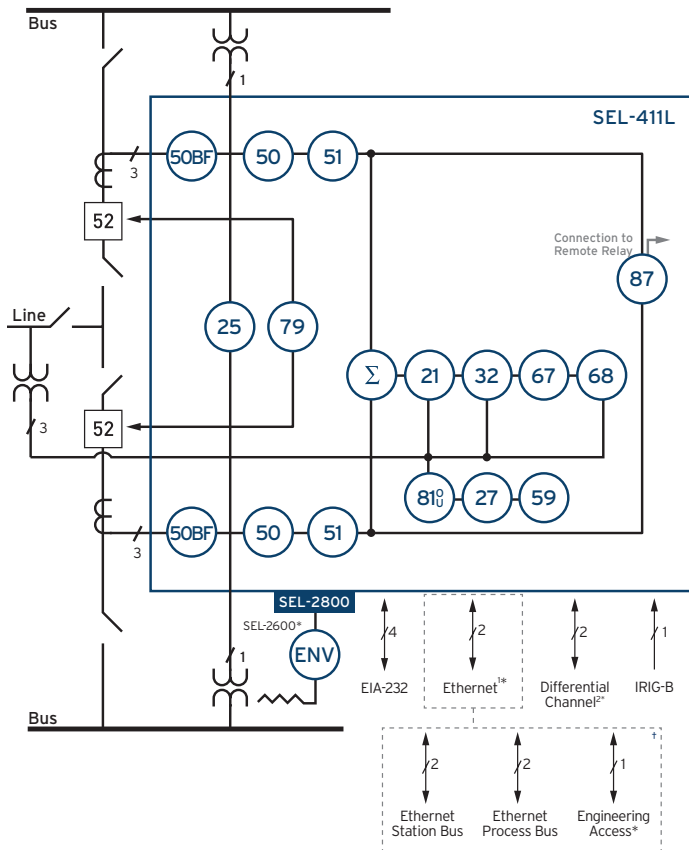 Bus
1
SEL-411L
50BF
50
51
3
52
Connection to
Remote Relay
87
Line
25
79
Σ
21
32
67
68
3
52
81 O U
27
59
50BF
50
51
3
SEL-2800
SEL-2600*
1
ENV
4
2
2
1
EIA-232
Ethernet1*
Differential
Channel2*
IRIG-B
Bus
†
2
2
1
Ethernet
Station Bus
Ethernet
Process Bus
Engineering
Access*